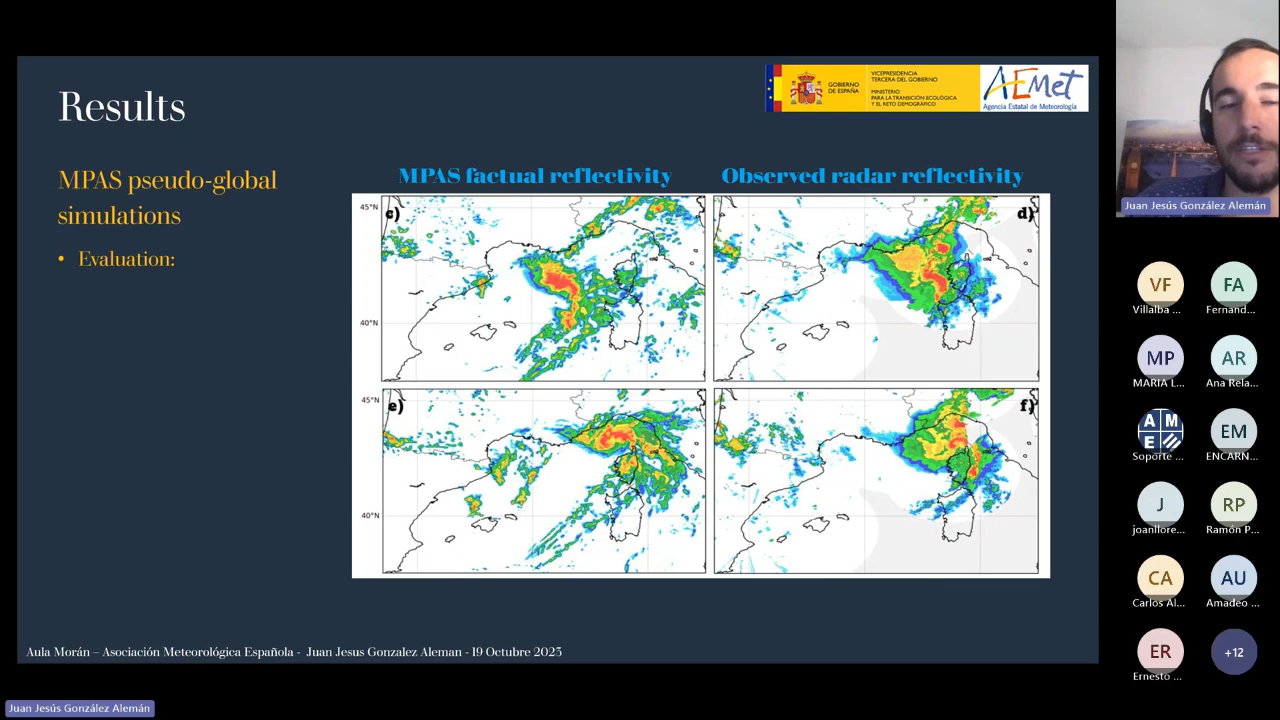 Results
GOBIERNO
DE ESPAÑA
VICEPRESIDENCIA
TERCERA DEL GOBIERNO
MINISTERIO
PARA LA TRANSICIÓN ECOLÓGICA
Y EL RETO DEMOGRÁFICO
AEMet
Agencia Estatal de Meteorología
MPAS pseudo-global
simulations
• Evaluation:
MPAS factual reflectivity
Observed radar reflectivity
45°N
c)
d)
40°N
45°N
e)
f)
40°N
Aula Morán – Asociación Meteorológica Española - Juan Jesus Gonzalez Aleman - 19 Octubre 2023
Juan Jesús González Alemán
Juan Jesús González Alemán
VF
Villalba ...
FA
Fernand...
MP
MARIA L...
AR
Ana Rela...
A M
E
Soporte ...
EM
ENCARN...
J
joanllore...
RP
Ramón P...
CA
Carlos Al...
AU
Amadeo ...
ER
Ernesto ...
+12